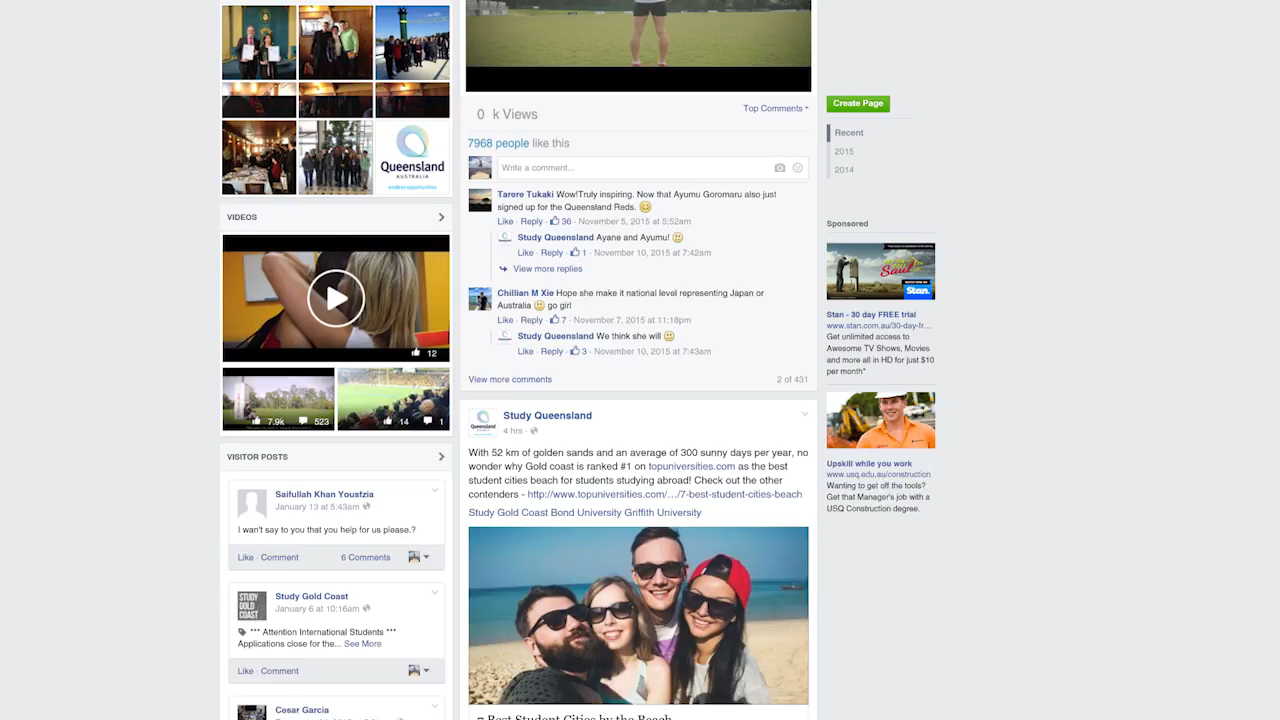 Queensland
AUSTRALIA
VIDEOS
12
7.9k 523
14 1
VISITOR POSTS
Saifullah Khan Yousfzia
January 13 at 5:43am
I wan't say to you that you help for us please.?
Like · Comment 6 Comments
STUDY
GOLD
COAST
Study Gold Coast
January 6 at 10:16am
*** Attention International Students ***
Applications close for the... See More
Like · Comment
Cesar Garcia
0 k Views
Top Comments
7968 people like this
Write a comment...
Tarere Tukaki Wow!Truly inspiring. Now that Ayumu Goromaru also just
signed up for the Queensland Reds.
Like · Reply · 36 · November 5, 2015 at 5:52am
Study Queensland Ayane and Ayumu!
Like · Reply · 1 · November 10, 2015 at 7:42am
View more replies
Chillian M Xie Hope she make it national level representing Japan or
Australia go girl
Like · Reply · 7 · November 7, 2015 at 11:18pm
Study Queensland We think she will
Like · Reply · 3 · November 10, 2015 at 7:43am
View more comments 2 of 431
Study Queensland
4 hrs ·
With 52 km of golden sands and an average of 300 sunny days per year, no
wonder why Gold coast is ranked #1 on topuniversities.com as the best
student cities beach for students studying abroad! Check out the other
contenders - http://www.topuniversities.com/…/7-best-student-cities-beach
Study Gold Coast Bond University Griffith University
7 Best Student Cities by the Beach
Create Page
Recent
2015
2014
Sponsored
Saul
Stan.
Stan - 30 day FREE trial
www.stan.com.au/30-day-fr...
Get unlimited access to
Awesome TV Shows, Movies
and more all in HD for just $10
per month*
Upskill while you work
www.usq.edu.au/construction
Wanting to get off the tools?
Get that Manager's job with a
USQ Construction degree.